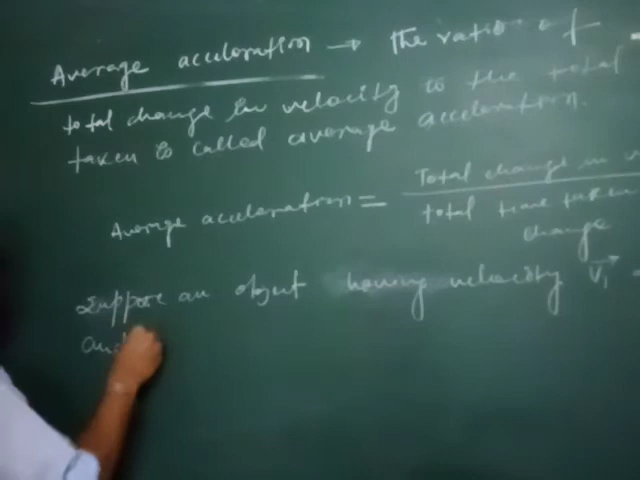 Average acceleration → The ratio of
total change in velocity to the total
taken is called average acceleration.
Average acceleration = Total change in
total time taken
change
Suppose an object having velocity V₁
and